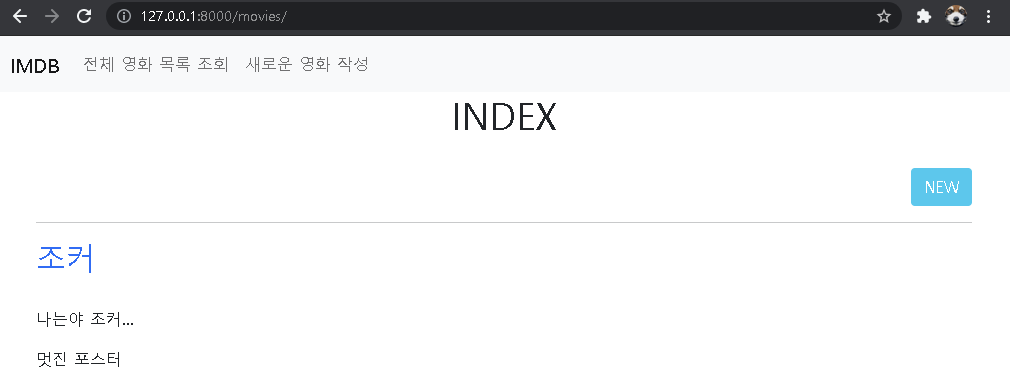 127.0.0.1:8000/movies/
IMDB 전체 영화 목록 조회 새로운 영화 작성
INDEX
NEW
조커
나는야 조커...
멋진 포스터